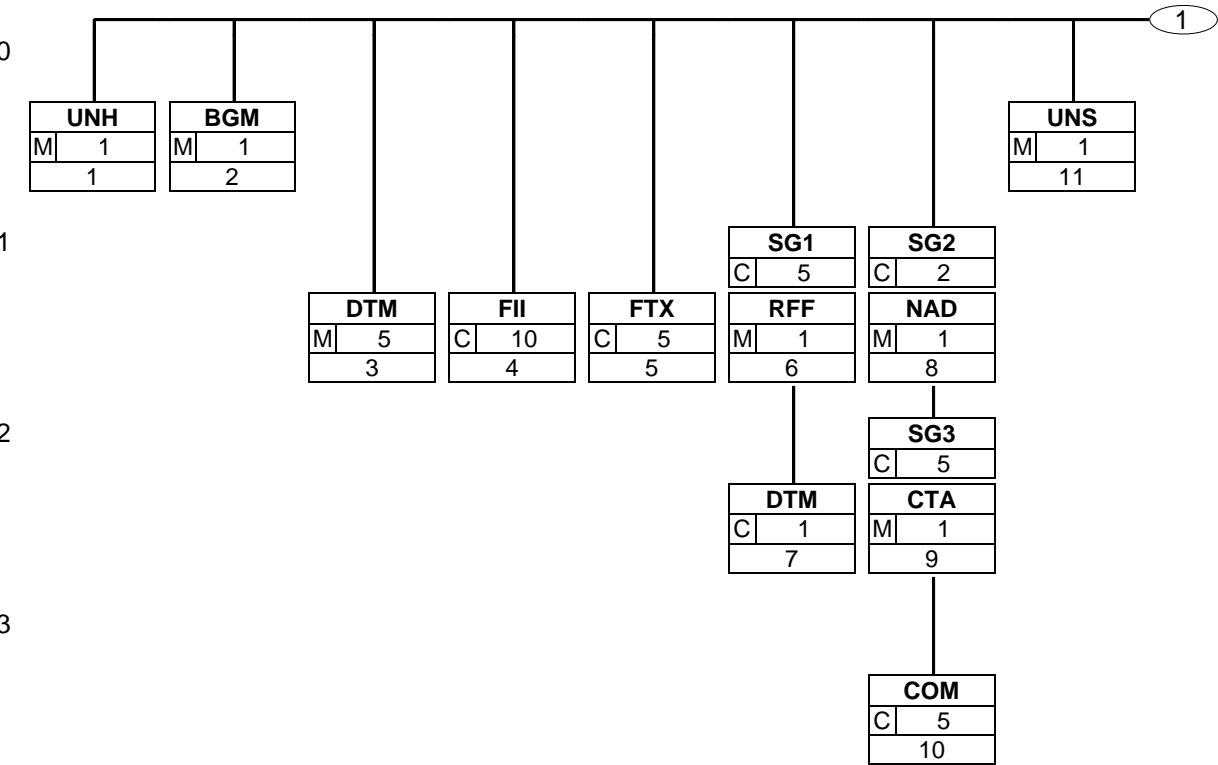 1
0
UNH BGM UNS
M 1 M 1 M 1
1 2 11
1
SG1 SG2
C 5 C 2
DTM FII FTX RFF NAD
M 5 C 10 C 5 M 1 M 1
3 4 5 6 8
2
SG3
C 5
DTM CTA
C 1 M 1
7 9
3
COM
C 5
10